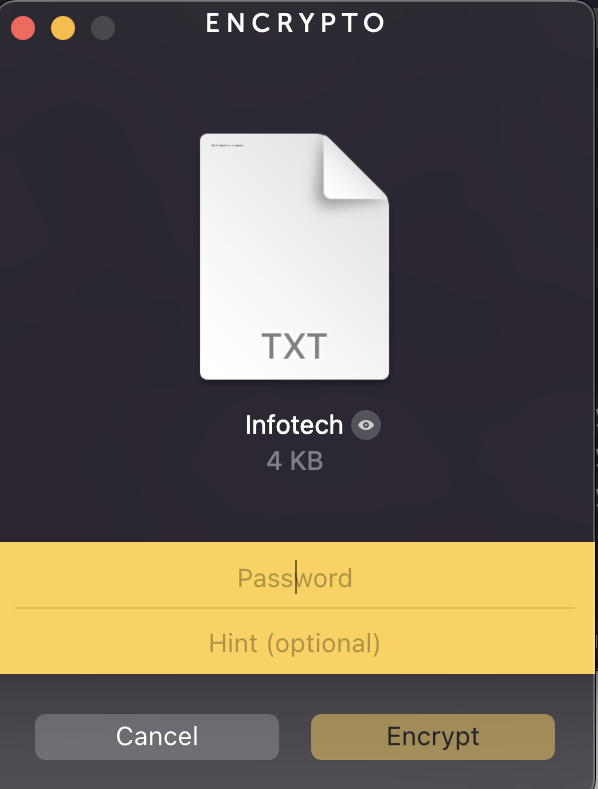 ENCRYPTO
TXT
Infotech
4 KB
Password
Hint (optional)
Cancel
Encrypt